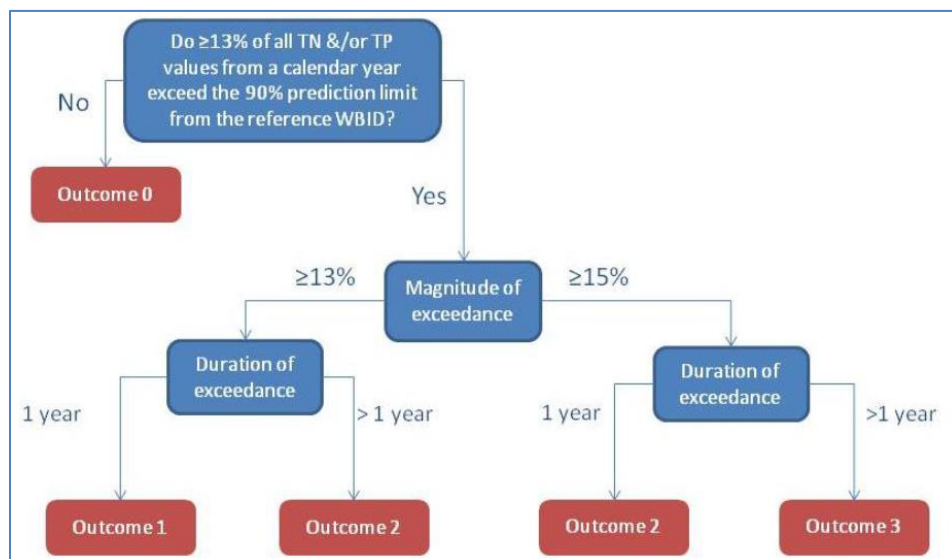 Do ≥13% of all TN &/or TP
values from a calendar year
exceed the 90% prediction limit
from the reference WBID?
No
Yes
Outcome 0
≥13%
Magnitude of
exceedance
≥15%
Duration of
exceedance
Duration of
exceedance
1 year
> 1 year
1 year
>1 year
Outcome 1
Outcome 2
Outcome 2
Outcome 3